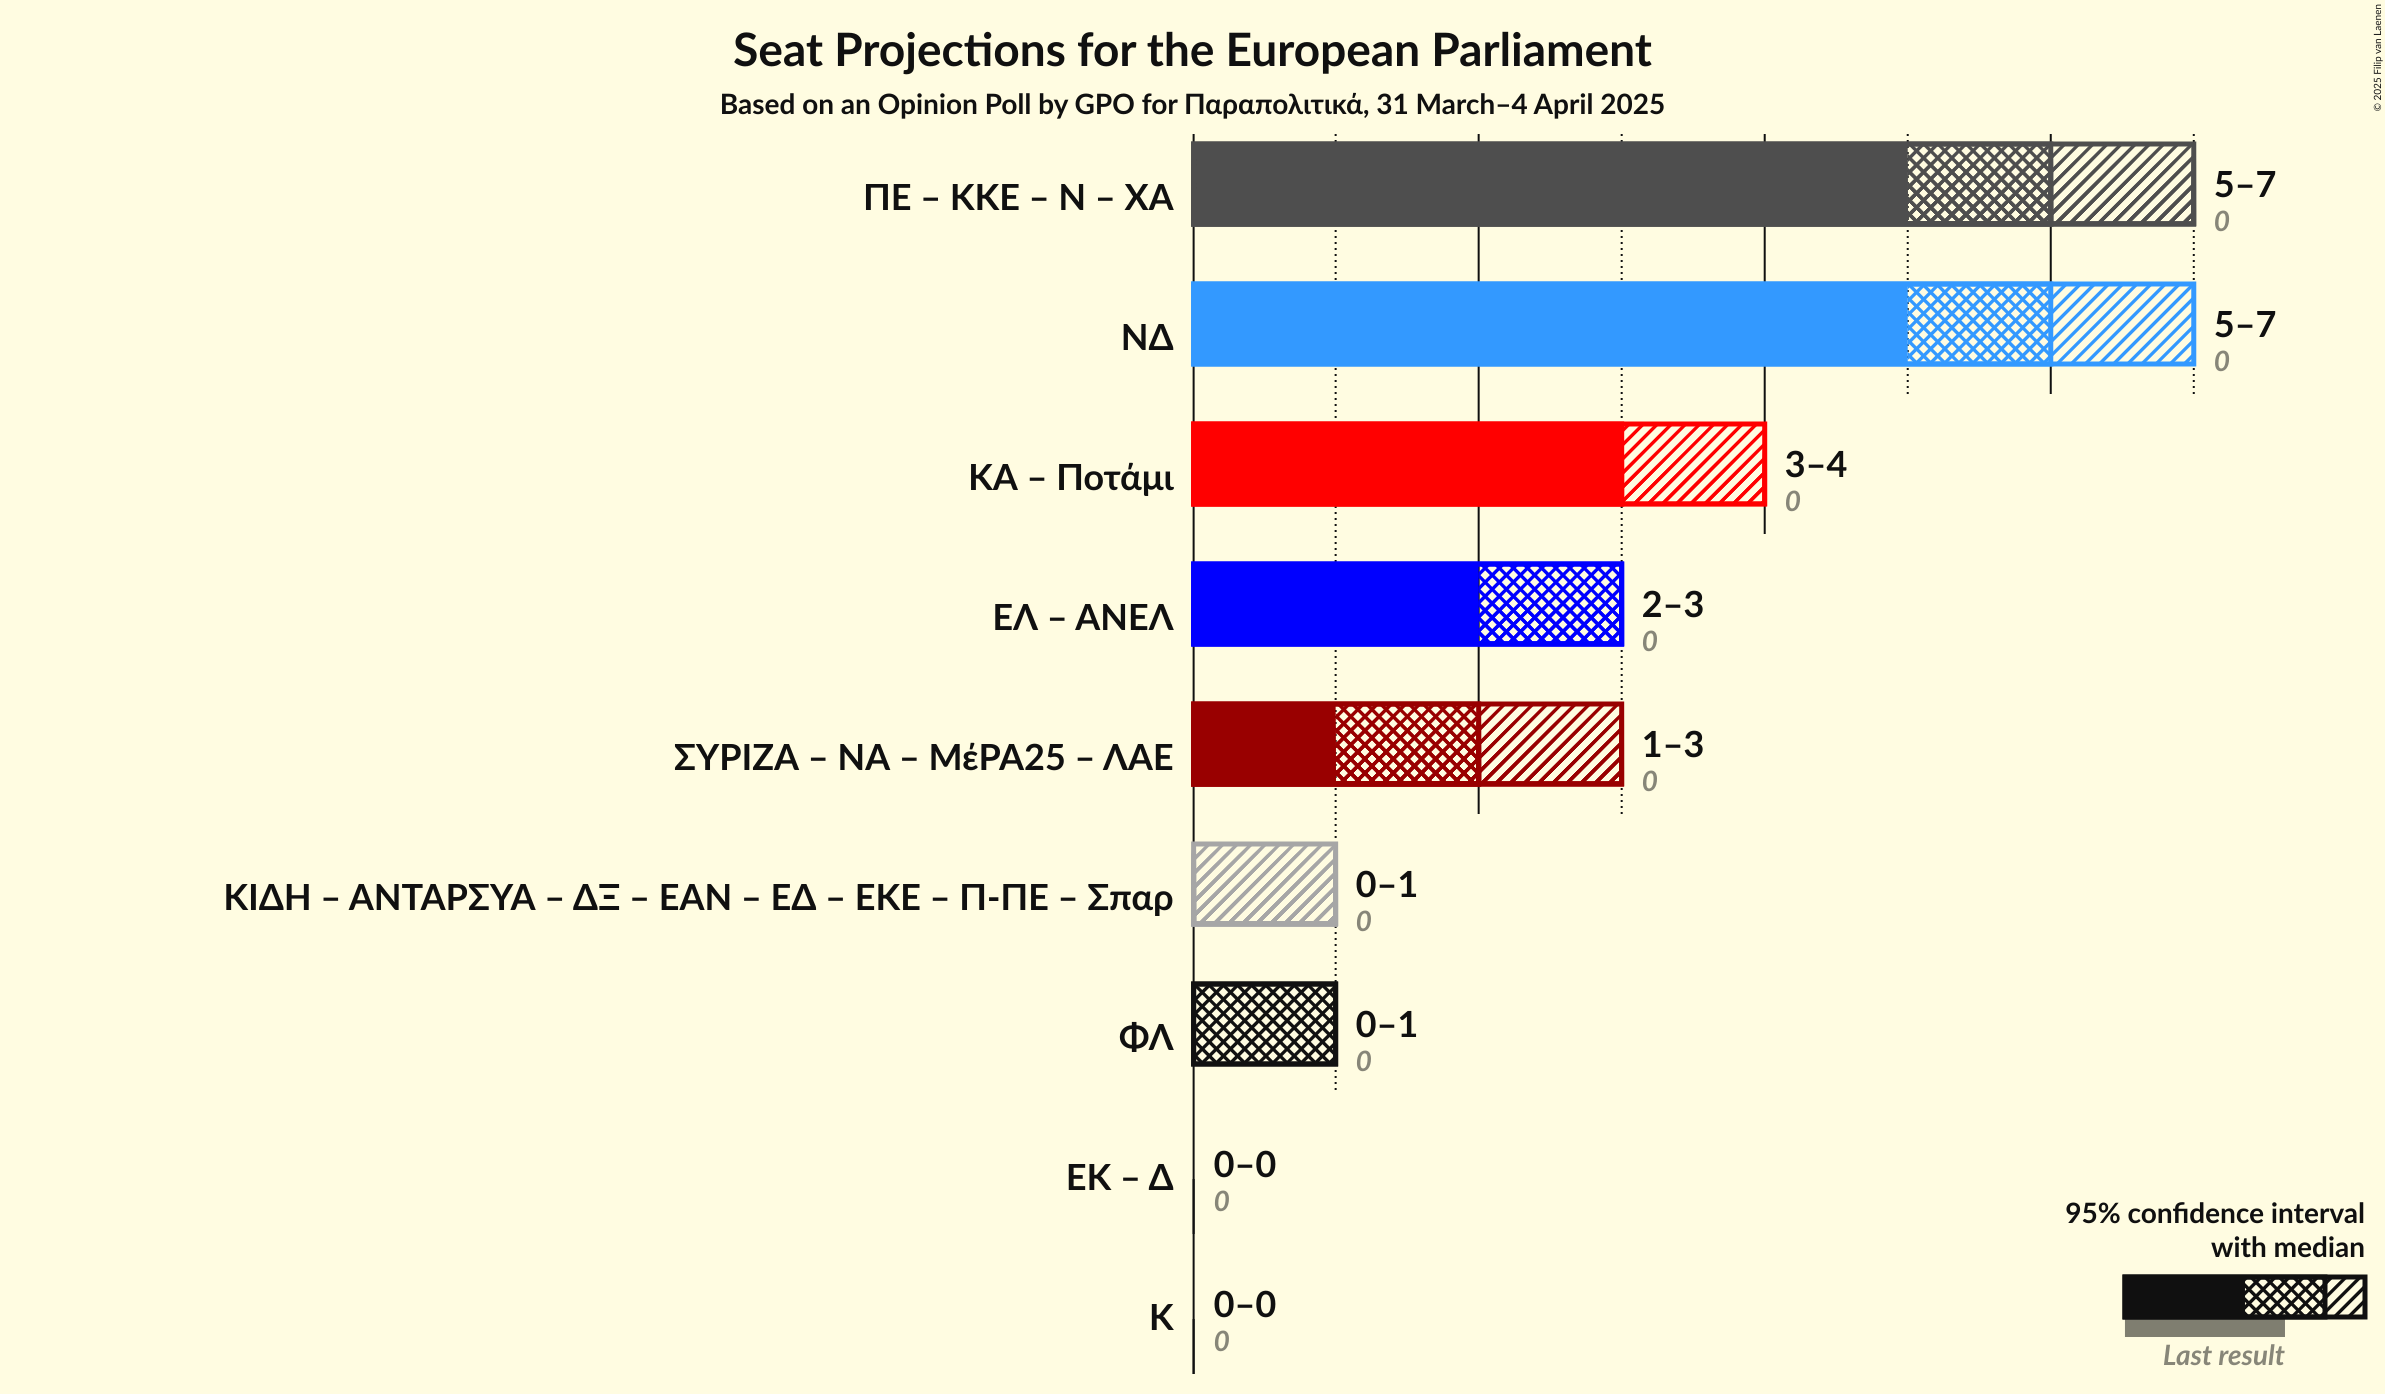 © 2025 Filip van Laenen
Seat Projections for the European Parliament
Based on an Opinion Poll by GPO for Παραπολιτικά, 31 March–4 April 2025
ΠΕ – ΚΚΕ – Ν – ΧΑ
5–7
0
ΝΔ
5–7
0
ΚΑ – Ποτάμι
3–4
0
ΕΛ – ΑΝΕΛ
2–3
0
ΣΥΡΙΖΑ – ΝΑ – ΜέΡΑ25 – ΛΑΕ
1–3
0
ΚΙΔΗ – ΑΝΤΑΡΣΥΑ – ΔΞ – ΕΑΝ – ΕΔ – ΕΚΕ – Π-ΠΕ – Σπαρ
0–1
0
ΦΛ
0–1
0
ΕΚ – Δ
0–0
0
Κ
0–0
0
95% confidence interval
with median
Last result